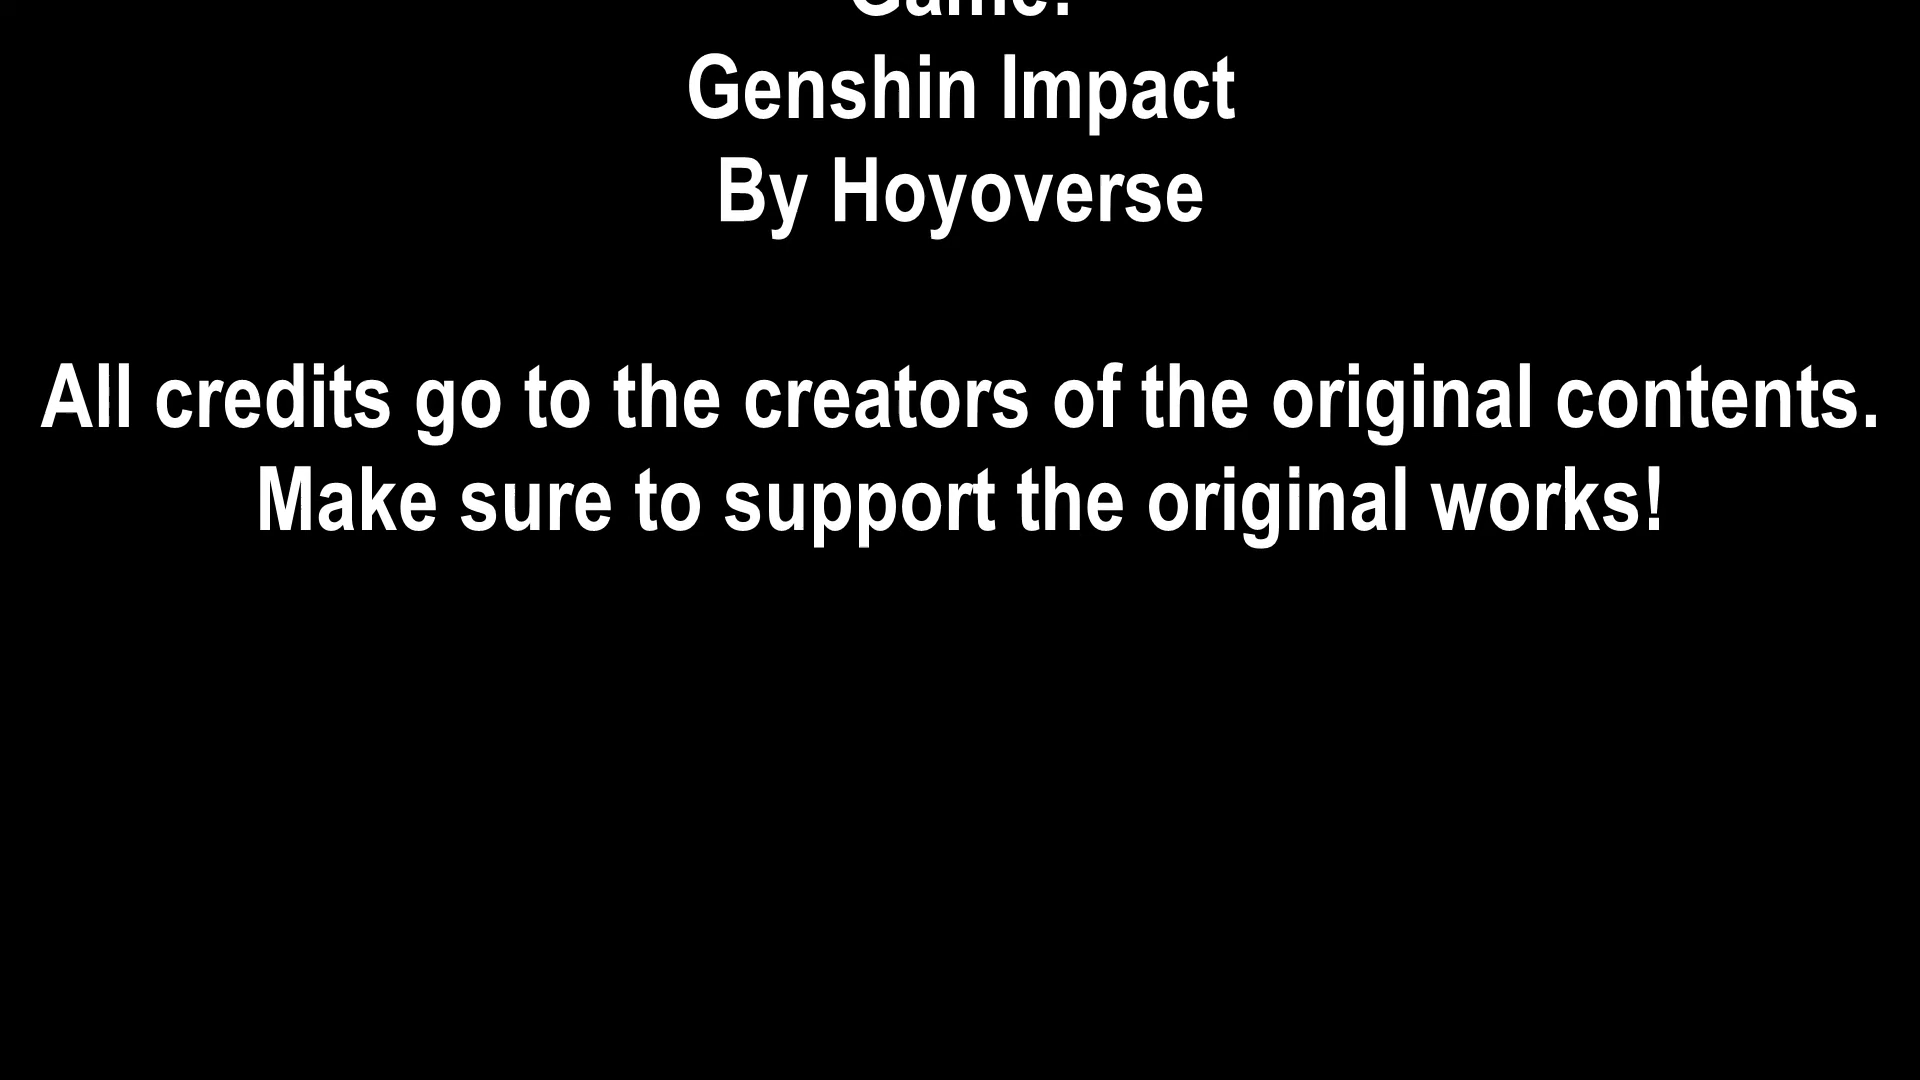 Game:
Genshin Impact
By Hoyoverse
All credits go to the creators of the original contents.
Make sure to support the original works!